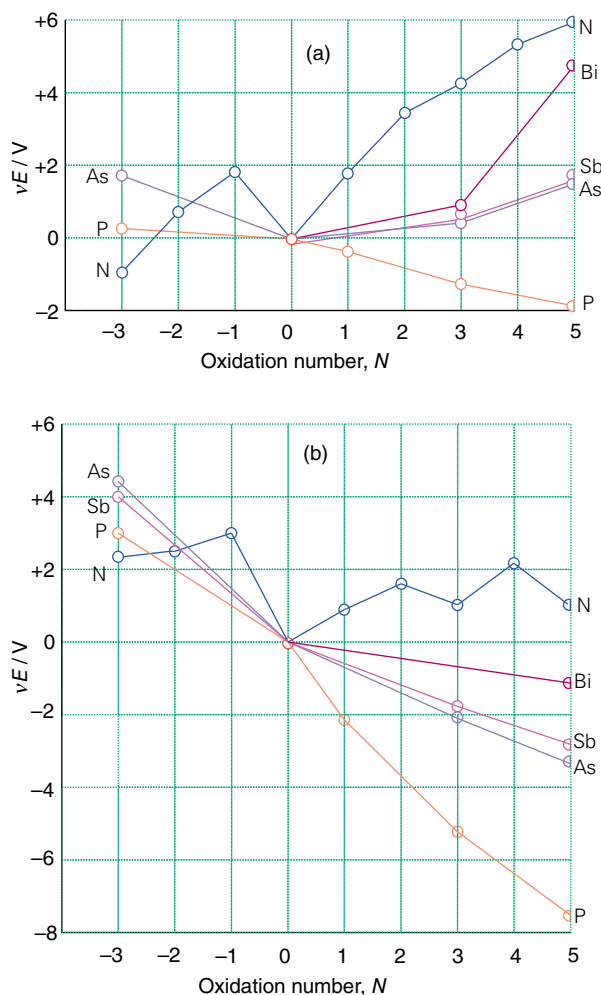 +6
(a)
N
Bi
+4
νE / V
+2
As
Sb
As
P
0
N
P
−2
−3 −2 −1 0 1 2 3 4 5
Oxidation number, N
+6
(b)
As
+4
Sb
P
N
+2
N
νE / V
0
Bi
−2
Sb
As
−4
−6
P
−8
−3 −2 −1 0 1 2 3 4 5
Oxidation number, N